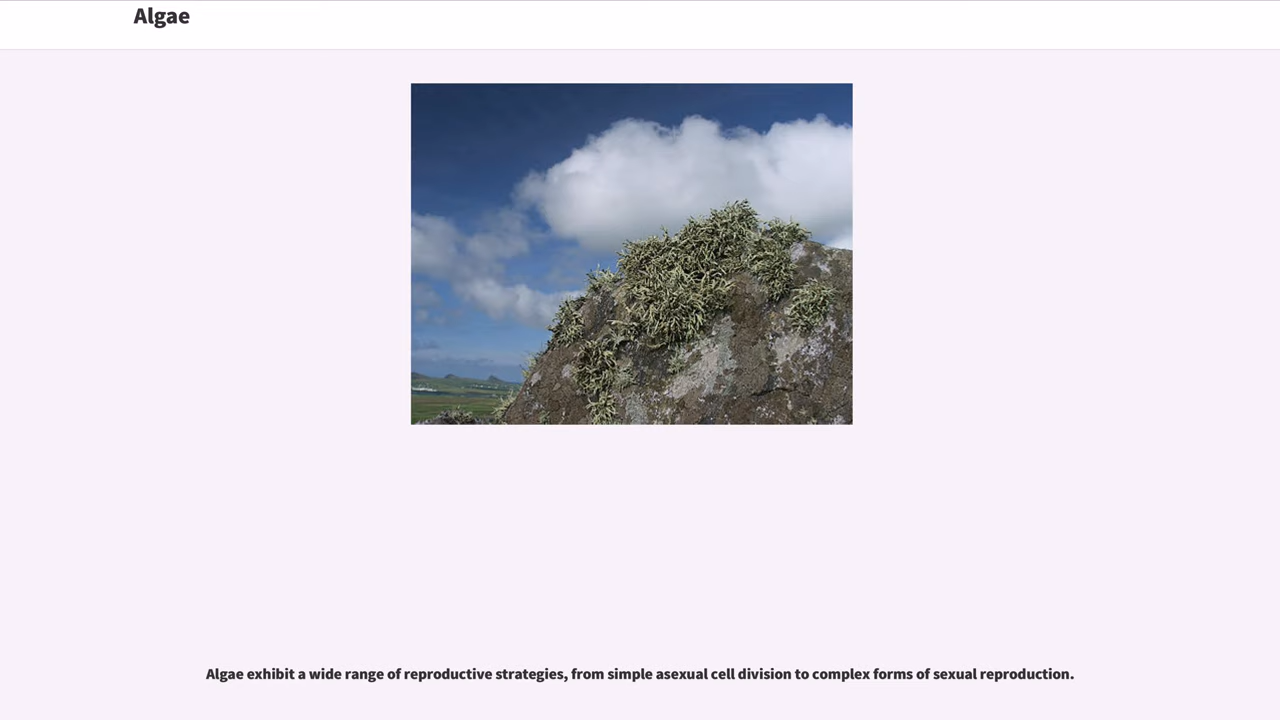 Algae
Algae exhibit a wide range of reproductive strategies, from simple asexual cell division to complex forms of sexual reproduction.